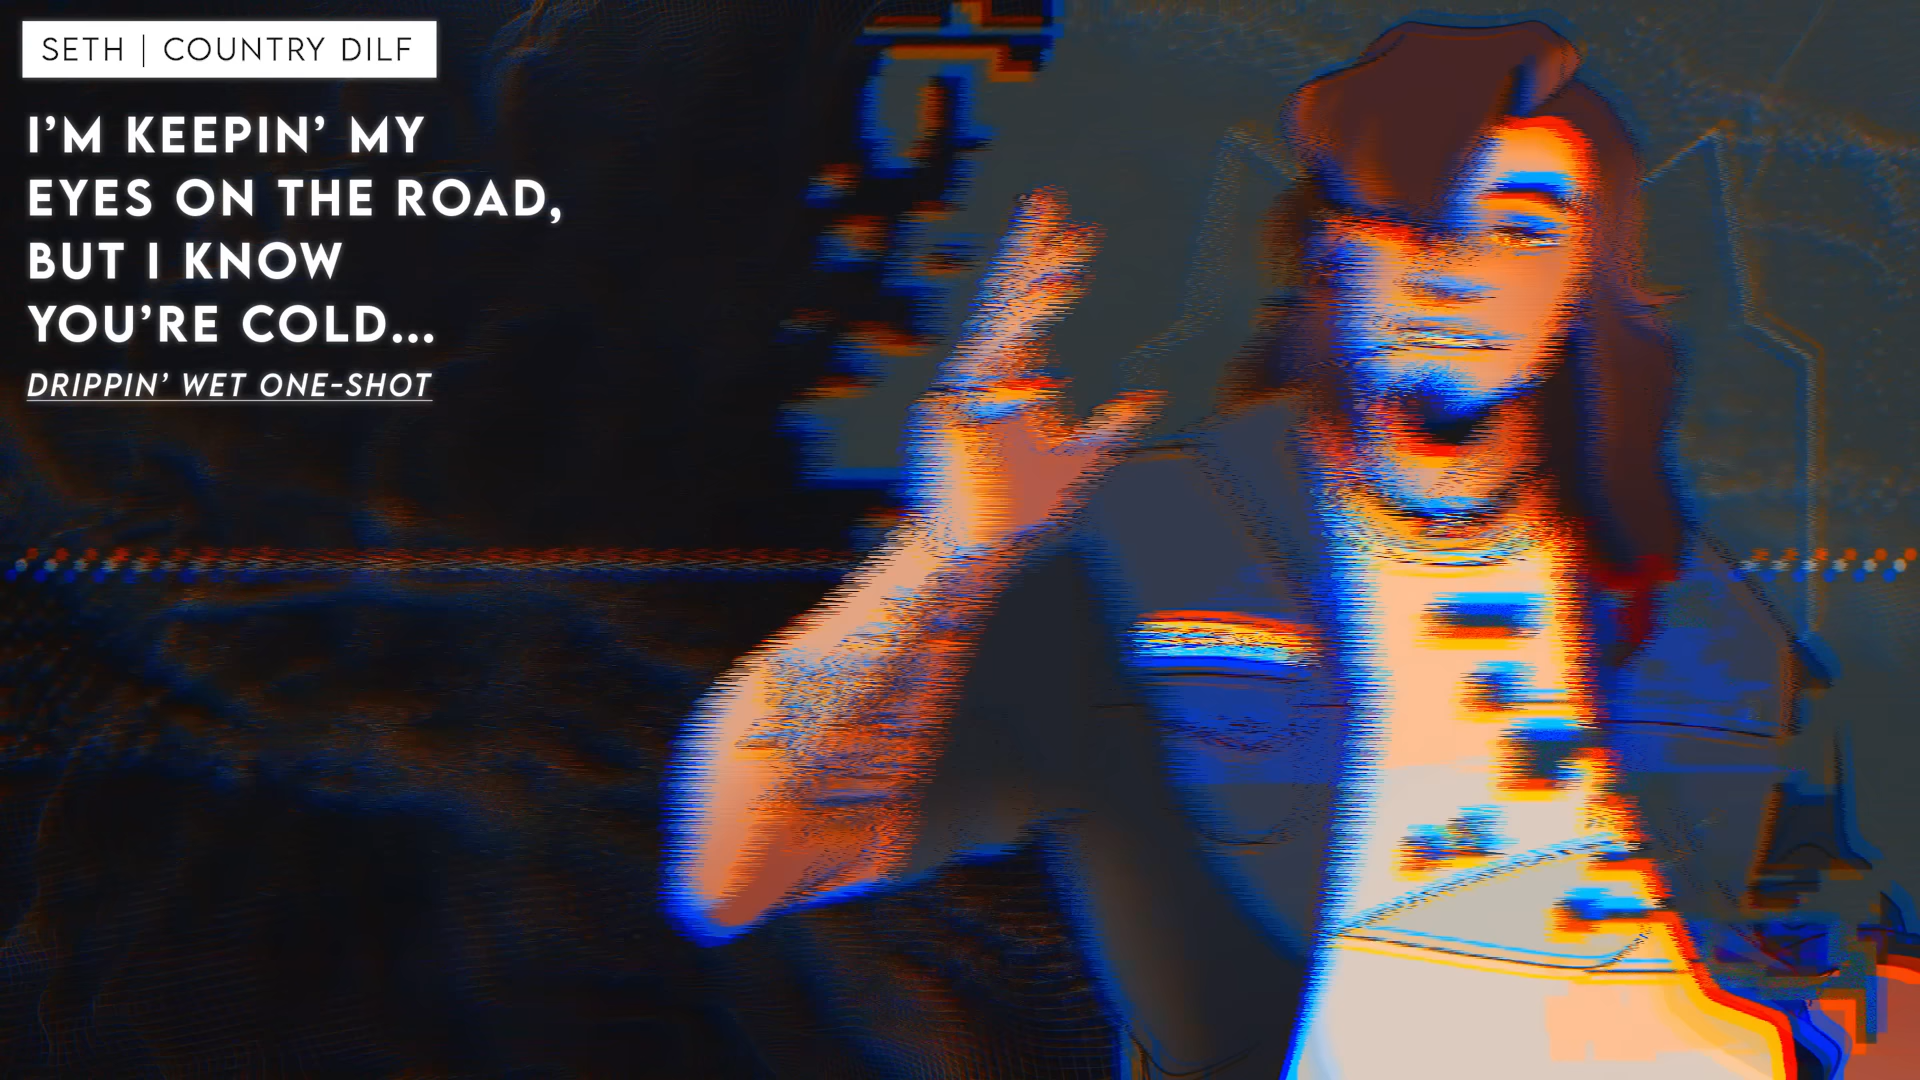 SETH | COUNTRY DILF
I’M KEEPIN’ MY
EYES ON THE ROAD,
BUT I KNOW
YOU’RE COLD...
DRIPPIN’ WET ONE-SHOT